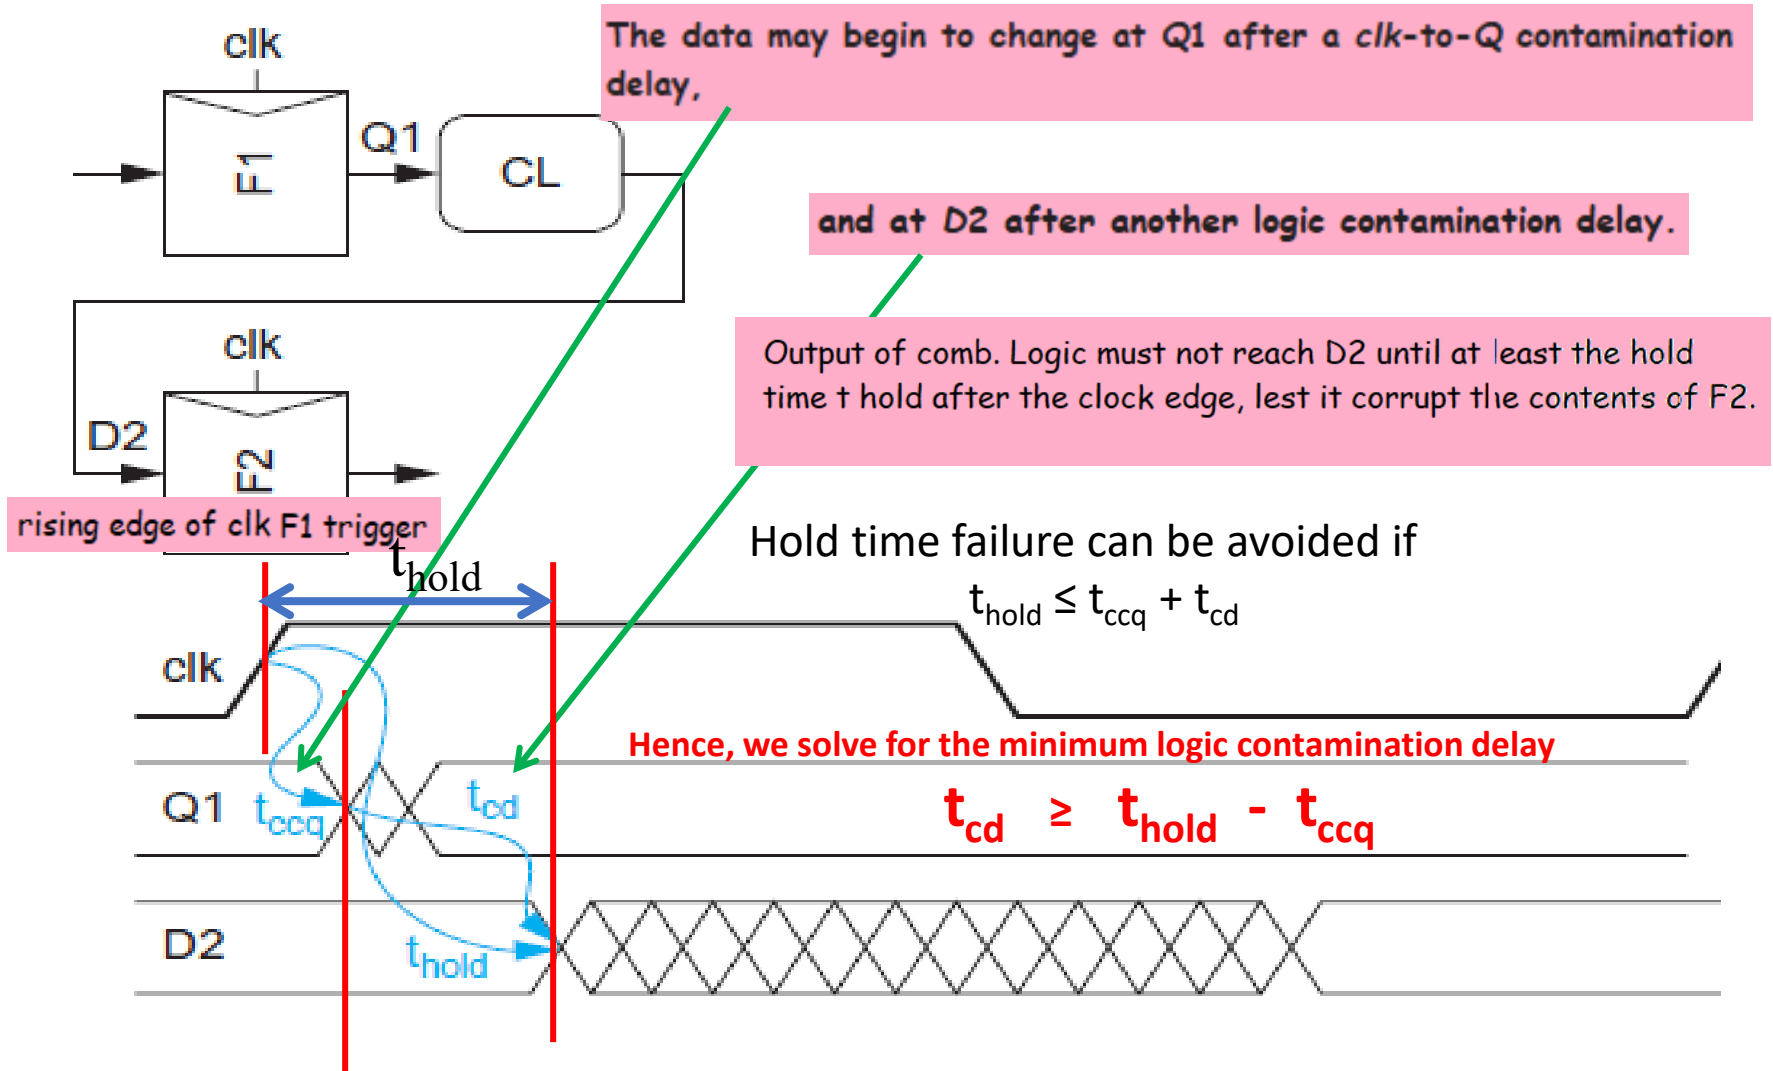 clk
The data may begin to change at Q1 after a clk-to-Q contamination
delay,
F1
Q1
CL
and at D2 after another logic contamination delay.
clk
Output of comb. Logic must not reach D2 until at least the hold
time t hold after the clock edge, lest it corrupt the contents of F2.
D2
F2
rising edge of clk F1 trigger
Hold time failure can be avoided if
thold
thold ≤ tccq + tcd
clk
Hence, we solve for the minimum logic contamination delay
Q1
tccq
tcd
tcd ≥ thold - tccq
D2
thold